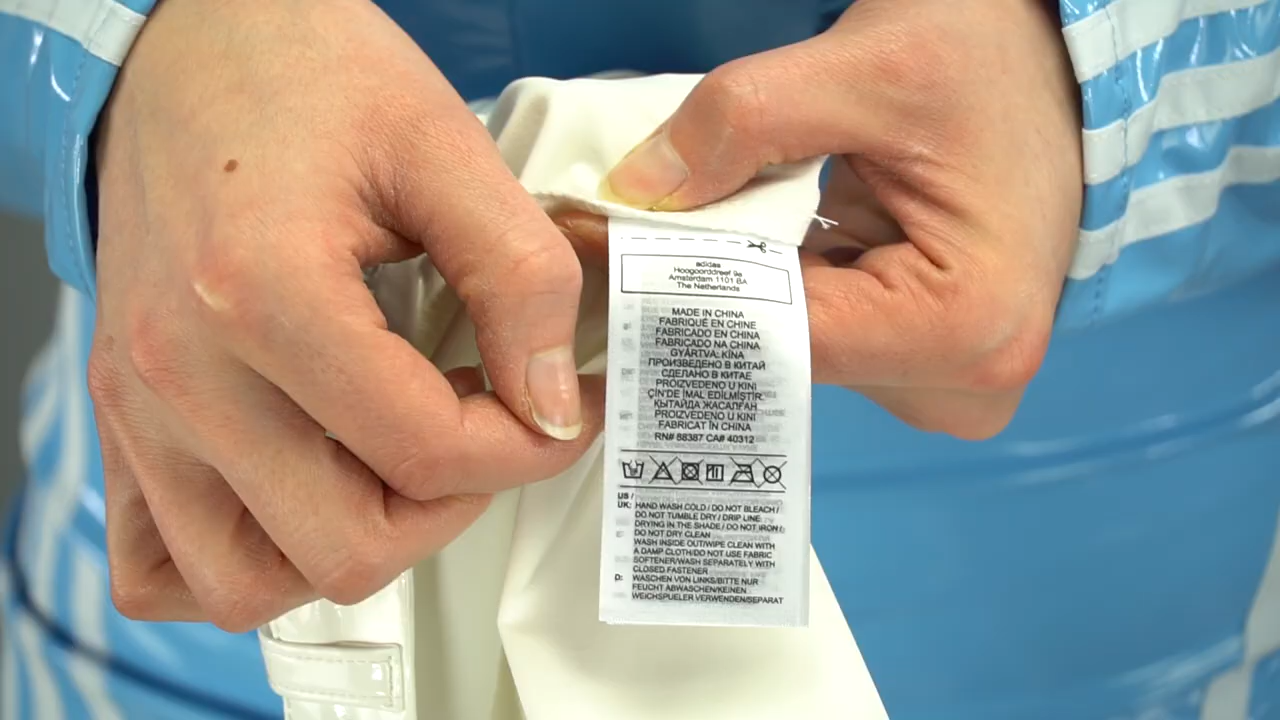 adidas
Hoogoorddreef 9a
Amsterdam 1101 BA
The Netherlands
MADE IN CHINA
FABRIQUÉ EN CHINE
FABRICADO EN CHINA
FABRICADO NA CHINA
GYÁRTVA: KÍNA
ПРОИЗВЕДЕНО В КИТАЙ
СДЕЛАНО В КИТАЕ
PROIZVEDENO U KINI
ÇİN'DE İMAL EDİLMİŞTİR.
ҚЫТАЙДА ЖАСАЛҒАН
PROIZVEDENO U KINI
FABRICAT ÎN CHINA
RN# 88387 CA# 40312
US /
UK: HAND WASH COLD / DO NOT BLEACH /
DO NOT TUMBLE DRY / DRIP LINE
DRYING IN THE SHADE / DO NOT IRON /
DO NOT DRY CLEAN
WASH INSIDE OUT/WIPE CLEAN WITH
A DAMP CLOTH/DO NOT USE FABRIC
SOFTENER/WASH SEPARATELY WITH
CLOSED FASTENER
D: WASCHEN VON LINKS/BITTE NUR
FEUCHT ABWASCHEN/KEINEN
WEICHSPUELER VERWENDEN/SEPARAT